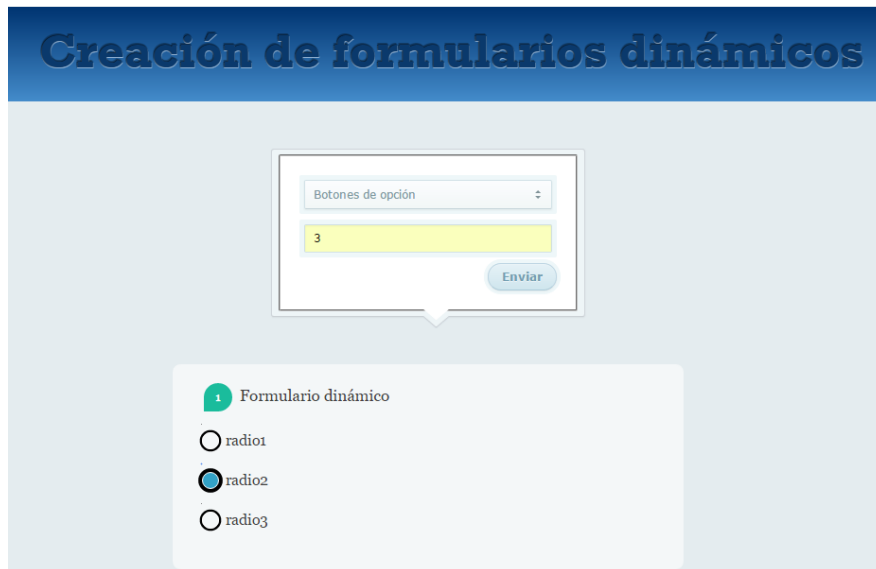 Creación de formularios dinámicos
Botones de opción
3
Enviar
1 Formulario dinámico
radio1
radio2
radio3